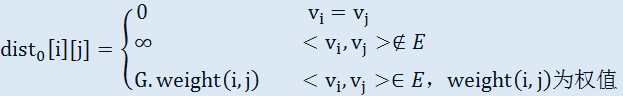 dist₀[i][j] = { 0 vᵢ = vⱼ
∞ < vᵢ, vⱼ >∉ E
G. weight(i, j) < vᵢ, vⱼ >∈ E，weight(i, j)为权值